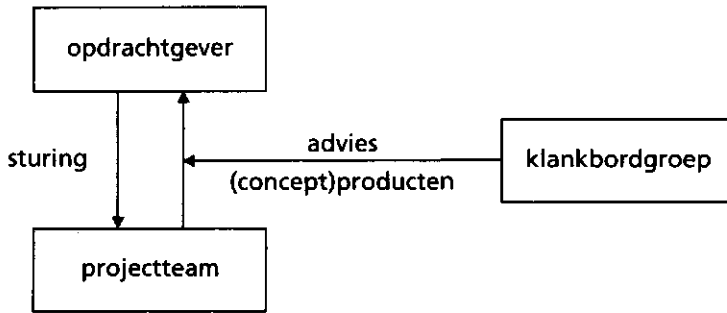 opdrachtgever
sturing
advies
(concept)producten
klankbordgroep
projectteam